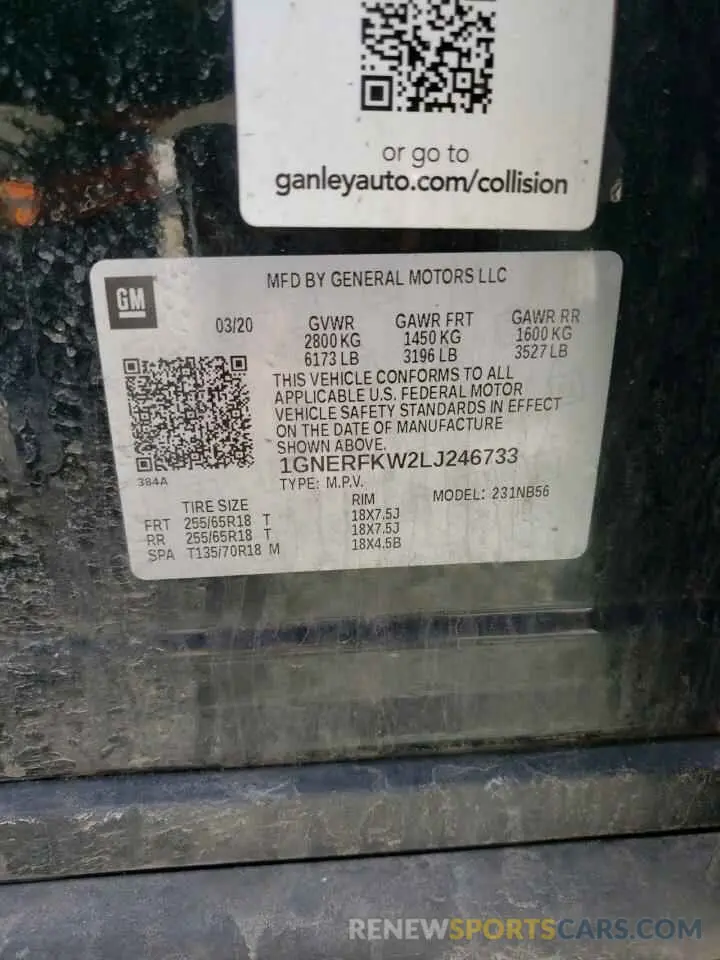 or go to
ganleyauto.com/collision
GM
MFD BY GENERAL MOTORS LLC
03/20 GVWR GAWR FRT GAWR RR
2800 KG 1450 KG 1600 KG
6173 LB 3196 LB 3527 LB
THIS VEHICLE CONFORMS TO ALL
APPLICABLE U.S. FEDERAL MOTOR
VEHICLE SAFETY STANDARDS IN EFFECT
ON THE DATE OF MANUFACTURE
SHOWN ABOVE.
1GNERFKW2LJ246733
384A
TYPE: M.P.V. MODEL: 231NB56
TIRE SIZE RIM
FRT 255/65R18 T 18X7.5J
RR 255/65R18 T 18X7.5J
SPA T135/70R18 M 18X4.5B
RENEWSPORTSCARS.COM